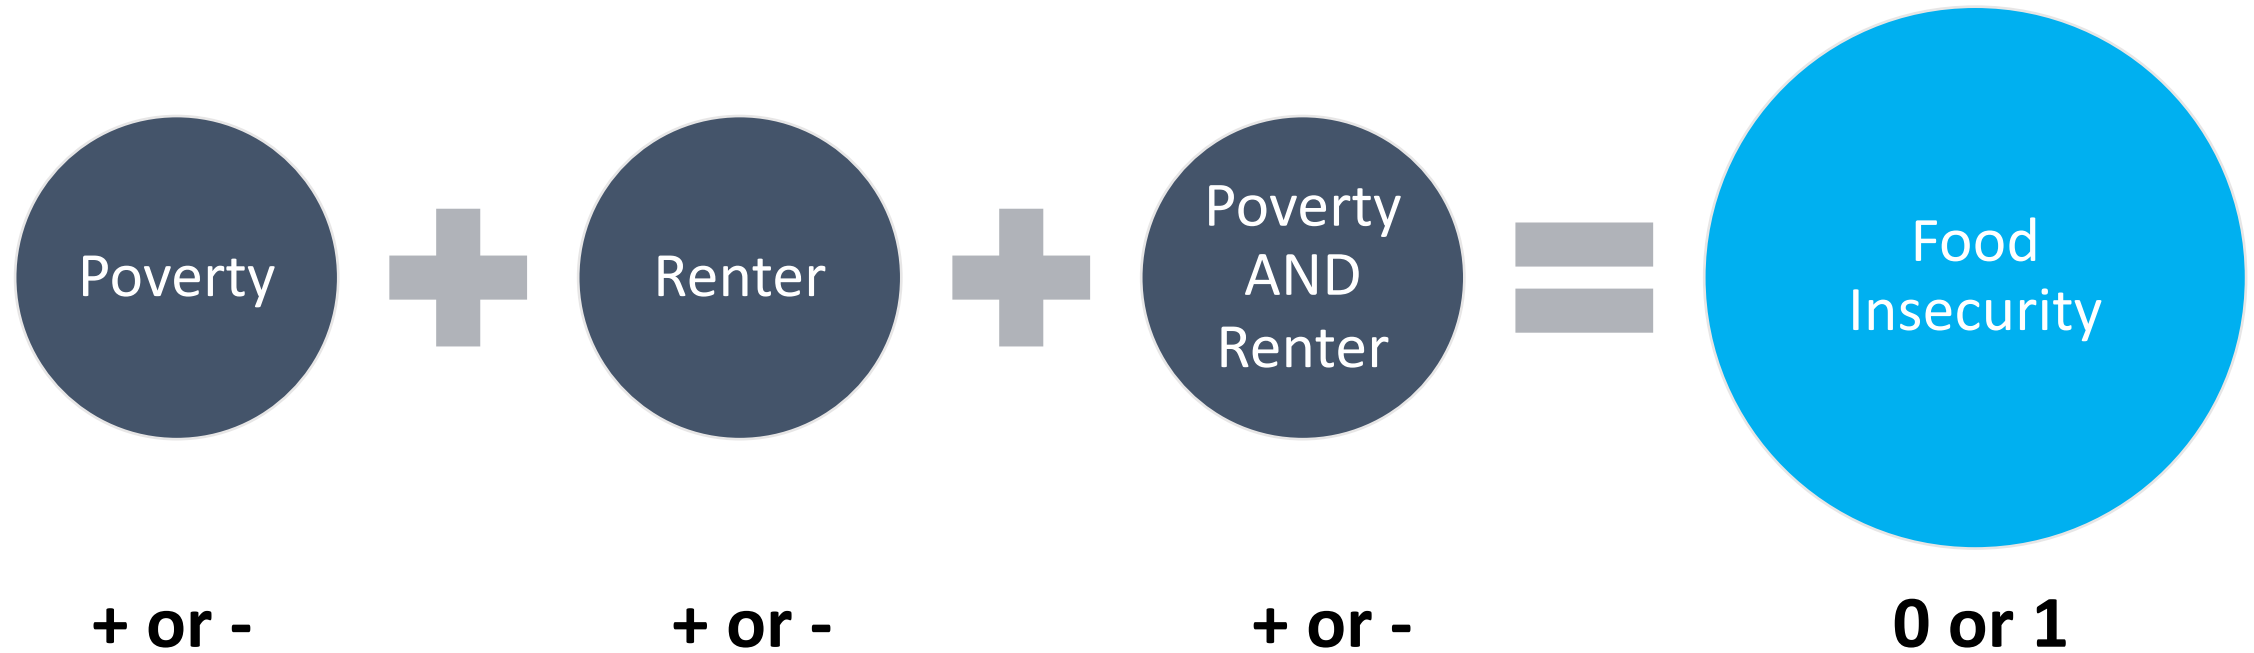 Poverty
Renter
Poverty
AND
Renter
Food
Insecurity
+ or -
+ or -
+ or -
0 or 1